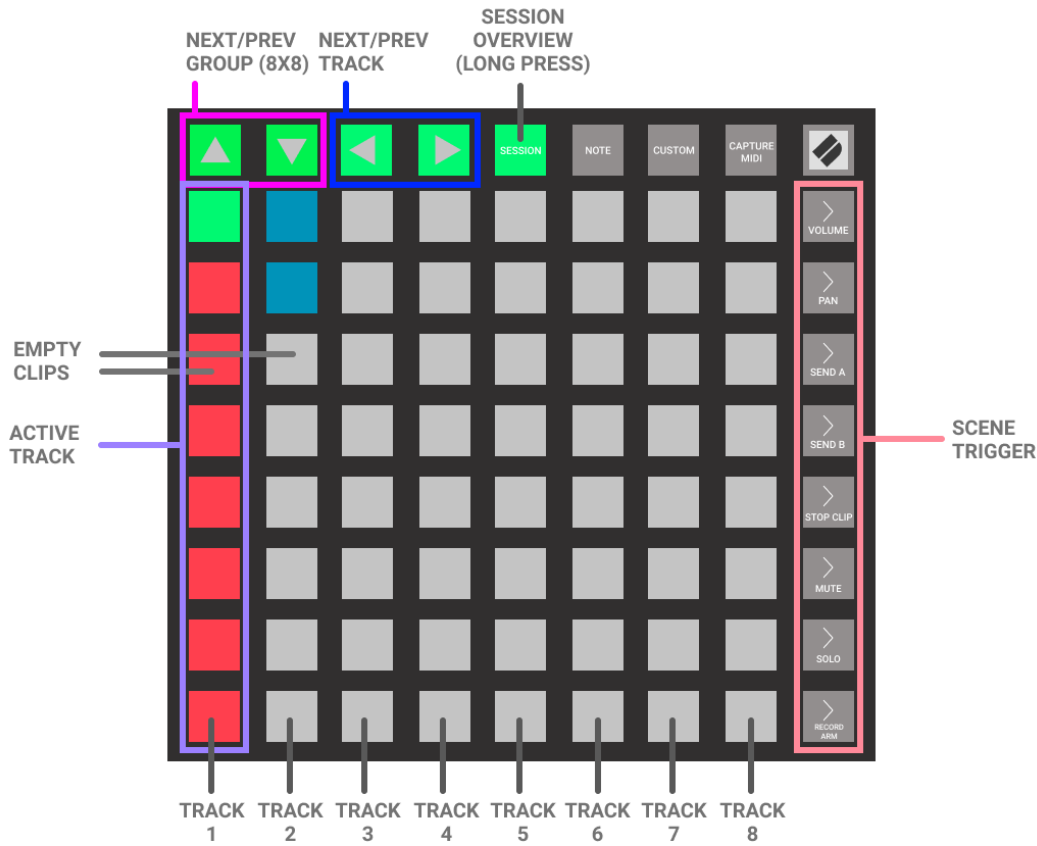 SESSION
OVERVIEW
(LONG PRESS)
NEXT/PREV
GROUP (8X8)
NEXT/PREV
TRACK
SESSION
NOTE
CUSTOM
CAPTURE
MIDI
VOLUME
PAN
SEND A
SEND B
STOP CLIP
MUTE
SOLO
RECORD
ARM
EMPTY
CLIPS
ACTIVE
TRACK
SCENE
TRIGGER
TRACK
1
TRACK
2
TRACK
3
TRACK
4
TRACK
5
TRACK
6
TRACK
7
TRACK
8